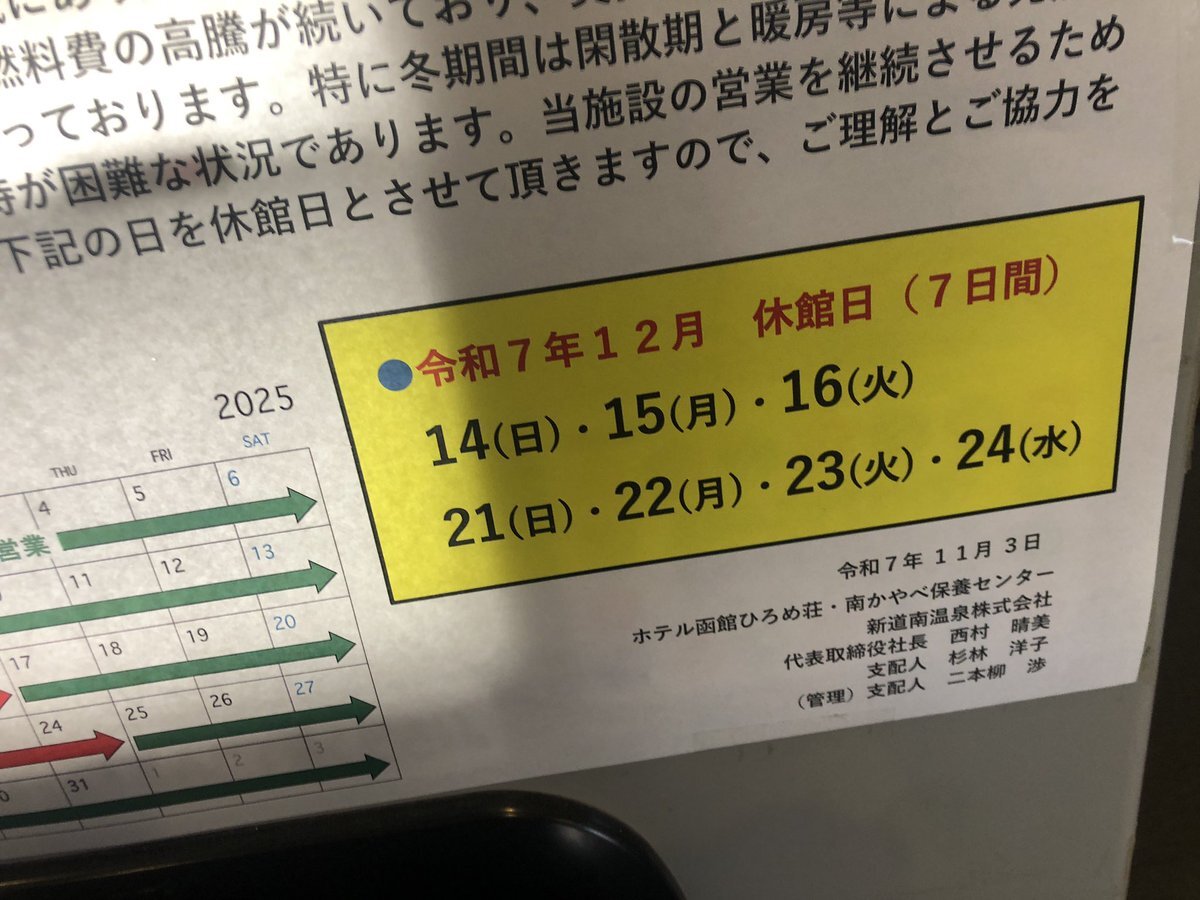 燃料費の高騰が続いており、
っております。特に冬期間は閑散期と暖房等による
が困難な状況であります。当施設の営業を継続させるため
下記の日を休館日とさせて頂きますので、ご理解とご協力を
●令和7年12月 休館日（7日間）
14(日)・15(月)・16(火)
21(日)・22(月)・23(火)・24(水)
2025
THU FRI SAT
4 5 6
営業
11 12 13
17 18 19 20
24 25 26 27
31 1 2 3
令和7年 11月 3日
ホテル函館ひろめ荘・南かやべ保養センター
新道南温泉株式会社
代表取締役社長 西村 晴美
支配人 杉林 洋子
（管理）支配人 二本柳 渉